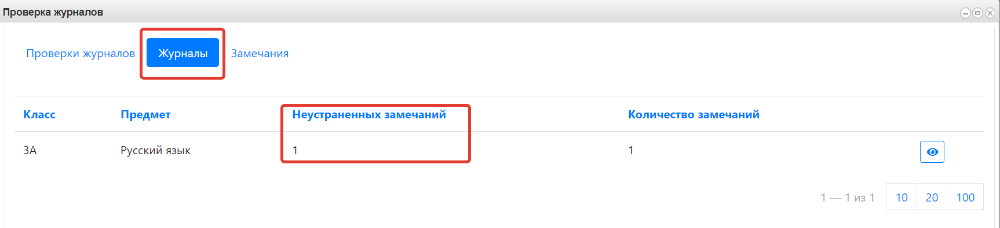 Проверка журналов
Проверки журналов Журналы Замечания
Класс Предмет Неустраненных замечаний Количество замечаний
3А Русский язык 1 1
1 — 1 из 1 10 20 100